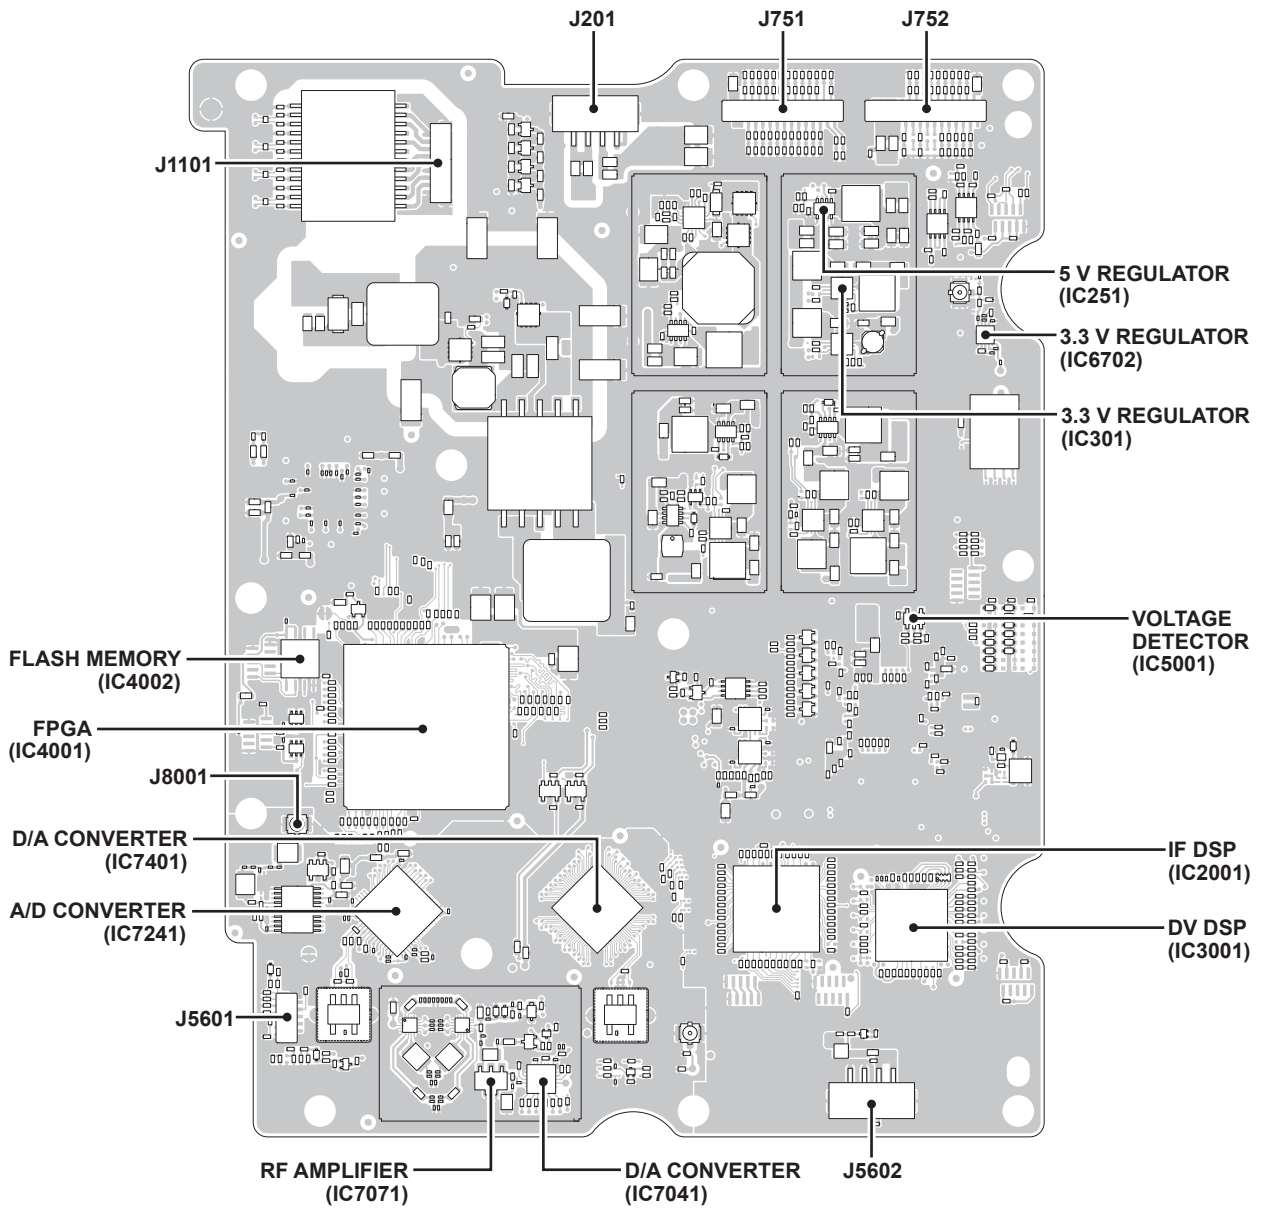 J201
J751
J752
J1101
5 V REGULATOR
(IC251)
3.3 V REGULATOR
(IC6702)
3.3 V REGULATOR
(IC301)
VOLTAGE
DETECTOR
(IC5001)
FLASH MEMORY
(IC4002)
FPGA
(IC4001)
J8001
D/A CONVERTER
(IC7401)
IF DSP
(IC2001)
A/D CONVERTER
(IC7241)
DV DSP
(IC3001)
J5601
RF AMPLIFIER
(IC7071)
D/A CONVERTER
(IC7041)
J5602